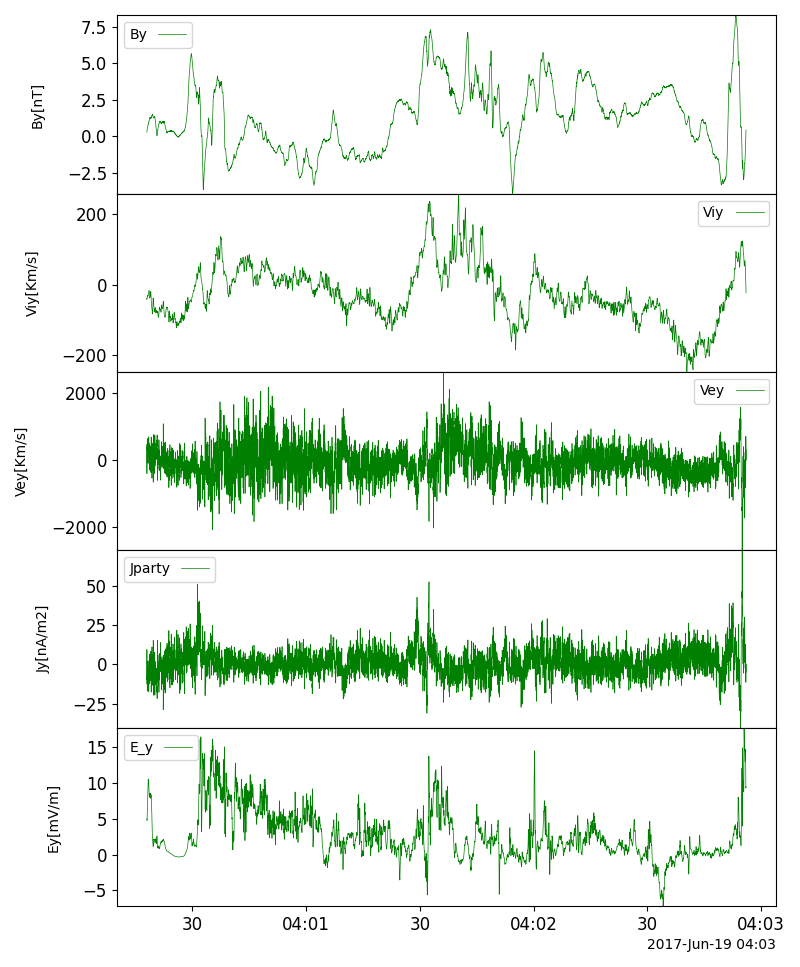 By
By[nT]
7.5
5.0
2.5
0.0
−2.5
Viy
Viy[Km/s]
200
0
−200
Vey
Vey[Km/s]
2000
0
−2000
Jparty
Jy[nA/m2]
50
25
0
−25
E_y
Ey[mV/m]
15
10
5
0
−5
30 04:01 30 04:02 30 04:03
2017-Jun-19 04:03